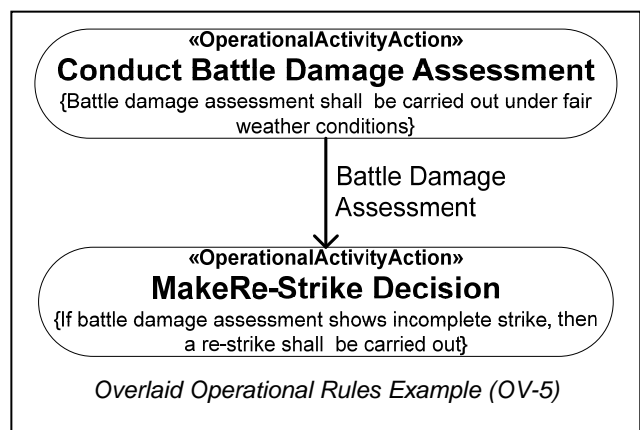 «OperationalActivityAction»
Conduct Battle Damage Assessment
{Battle damage assessment shall be carried out under fair
weather conditions}
Battle Damage
Assessment
«OperationalActivityAction»
MakeRe-Strike Decision
{If battle damage assessment shows incomplete strike, then
a re-strike shall be carried out}
Overlaid Operational Rules Example (OV-5)